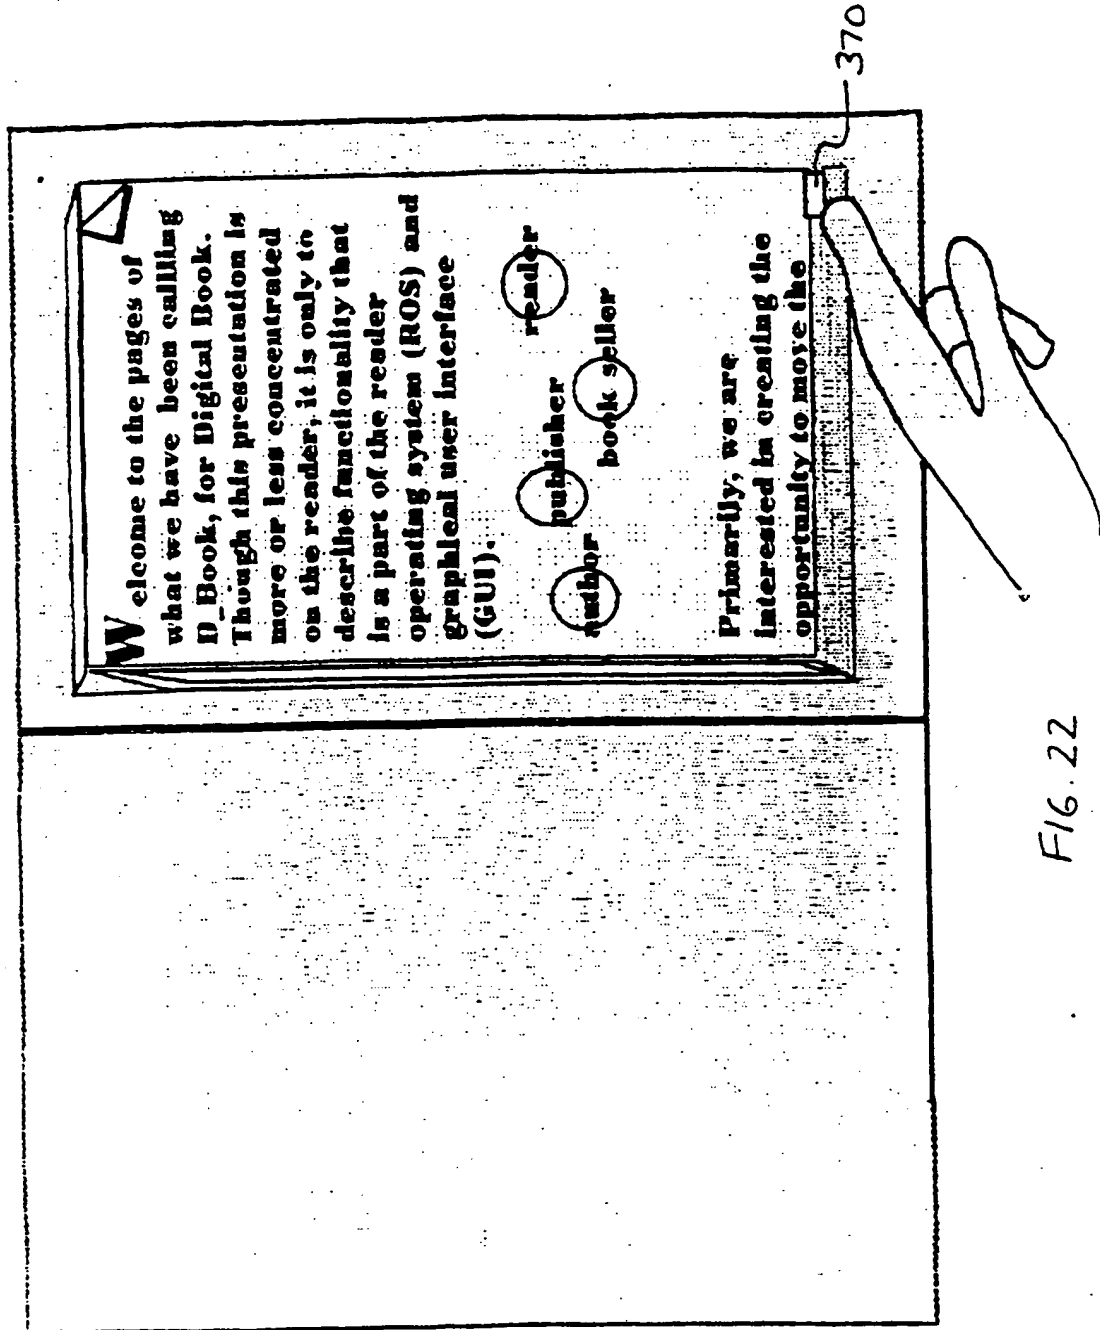 Welcome to the pages of
what we have been callling
D_Book, for Digital Book.
Though this presentation is
more or less concentrated
on the reader, it is only to
describe functionality that
is a part of the reader
operating system (ROS) and
graphical user interface
(GUI).
author
publisher
book seller
reader
Primarily, we are
interested in creating the
opportunity to move the
370
FIG. 22